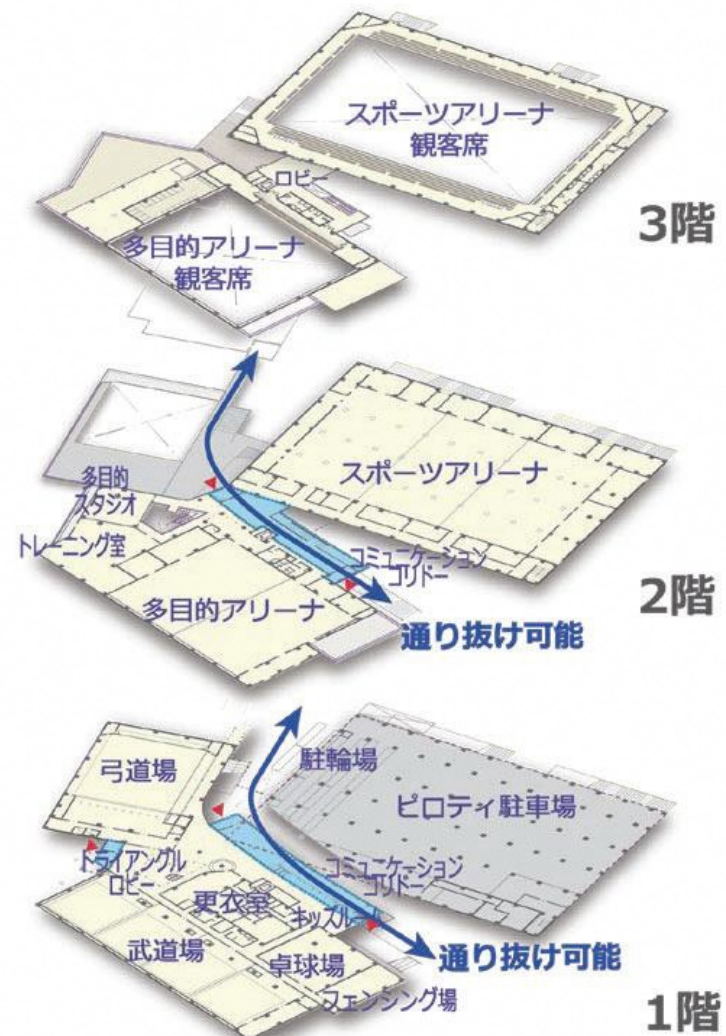 スポーツアリーナ
観客席
ロビー
多目的アリーナ
観客席
3階
多目的
スタジオ
トレーニング室
スポーツアリーナ
コミュニケーション
コリドー
多目的アリーナ
通り抜け可能
2階
弓道場
駐輪場
ピロティ駐車場
トライアングル
ロビー
コミュニケーション
コリドー
更衣室
キッズルーム
武道場
卓球場
フェンシング場
通り抜け可能
1階